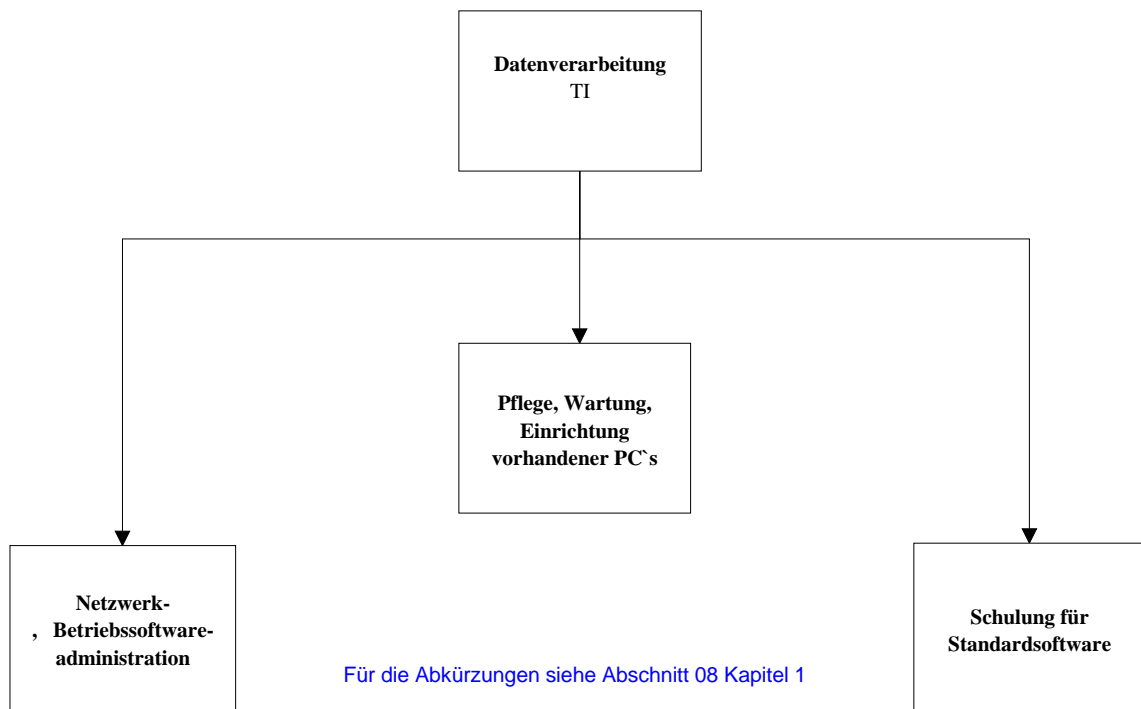 Datenverarbeitung
TI
Pflege, Wartung,
Einrichtung
vorhandener PC`s
Netzwerk-
, Betriebssoftware-
administration
Schulung für
Standardsoftware
Für die Abkürzungen siehe Abschnitt 08 Kapitel 1